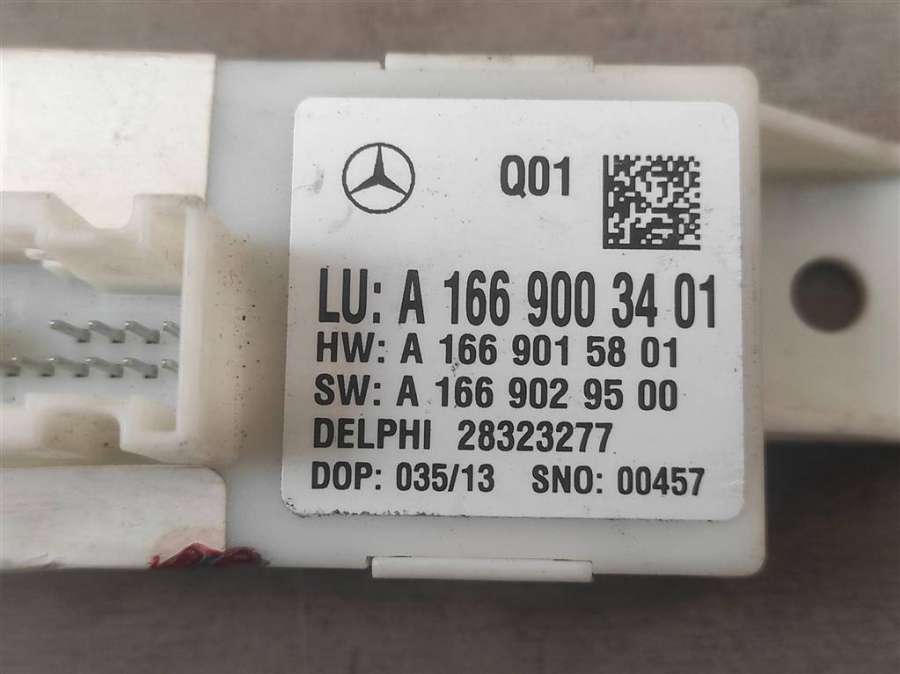 Q01
LU: A 166 900 34 01
HW: A 166 901 58 01
SW: A 166 902 95 00
DELPHI 28323277
DOP: 035/13 SNO: 00457